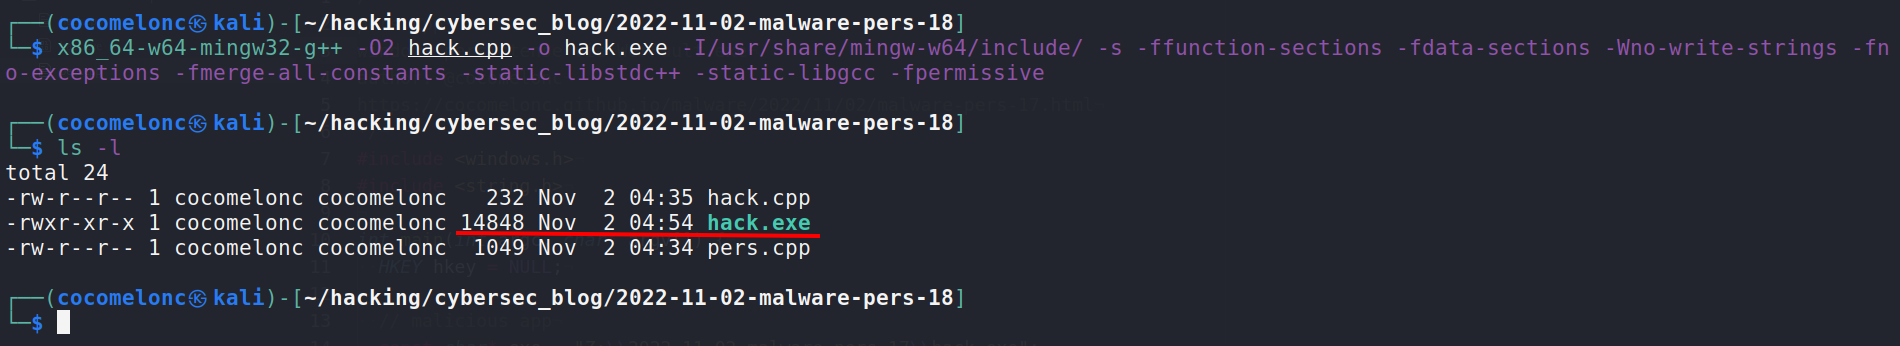 ┌──(cocomelonc㉿kali)-[~/hacking/cybersec_blog/2022-11-02-malware-pers-18]
└─$ x86_64-w64-mingw32-g++ -O2 hack.cpp -o hack.exe -I/usr/share/mingw-w64/include/ -s -ffunction-sections -fdata-sections -Wno-write-strings -fn
o-exceptions -fmerge-all-constants -static-libstdc++ -static-libgcc -fpermissive
┌──(cocomelonc㉿kali)-[~/hacking/cybersec_blog/2022-11-02-malware-pers-18]
└─$ ls -l
total 24
-rw-r--r-- 1 cocomelonc cocomelonc   232 Nov  2 04:35 hack.cpp
-rwxr-xr-x 1 cocomelonc cocomelonc 14848 Nov  2 04:54 hack.exe
-rw-r--r-- 1 cocomelonc cocomelonc  1049 Nov  2 04:34 pers.cpp
┌──(cocomelonc㉿kali)-[~/hacking/cybersec_blog/2022-11-02-malware-pers-18]
└─$